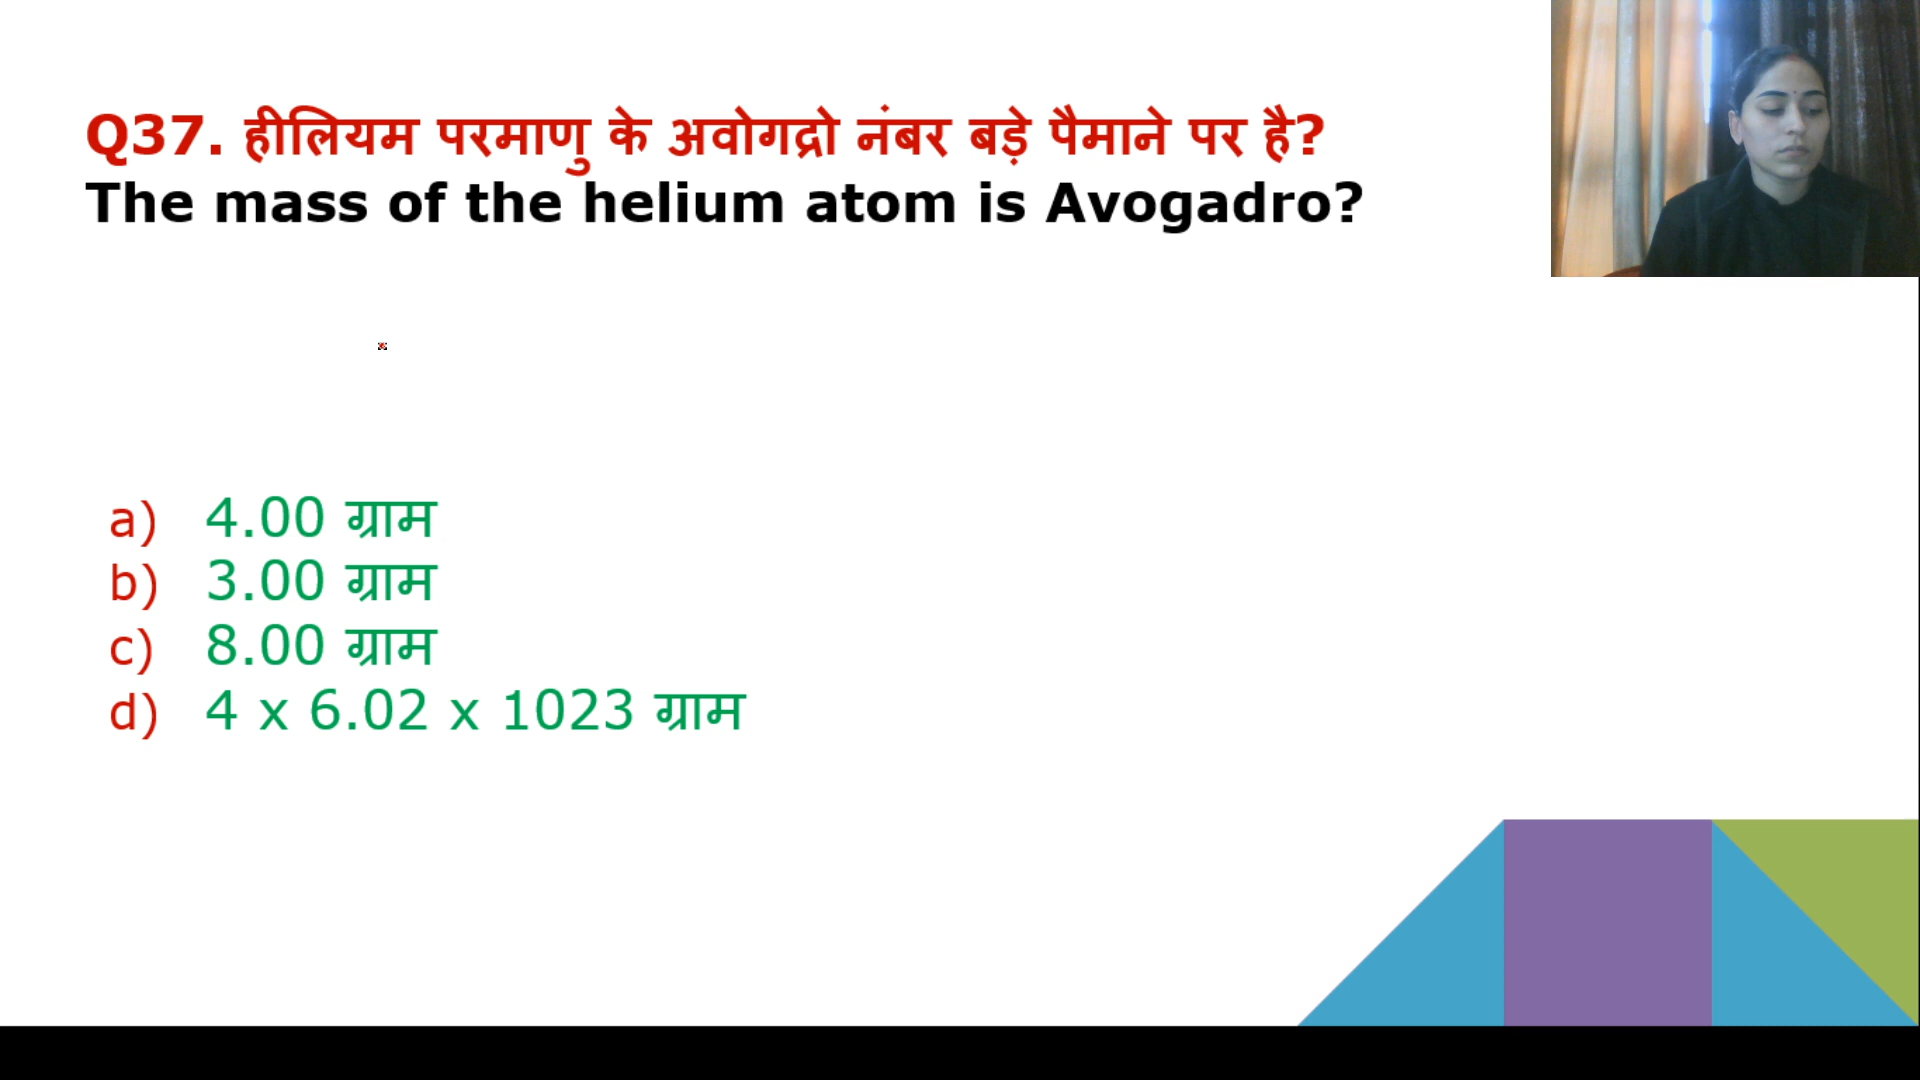 Q37. हीलियम परमाणु के अवोगद्रो नंबर बड़े पैमाने पर है?
The mass of the helium atom is Avogadro?
a) 4.00 ग्राम
b) 3.00 ग्राम
c) 8.00 ग्राम
d) 4 x 6.02 x 1023 ग्राम